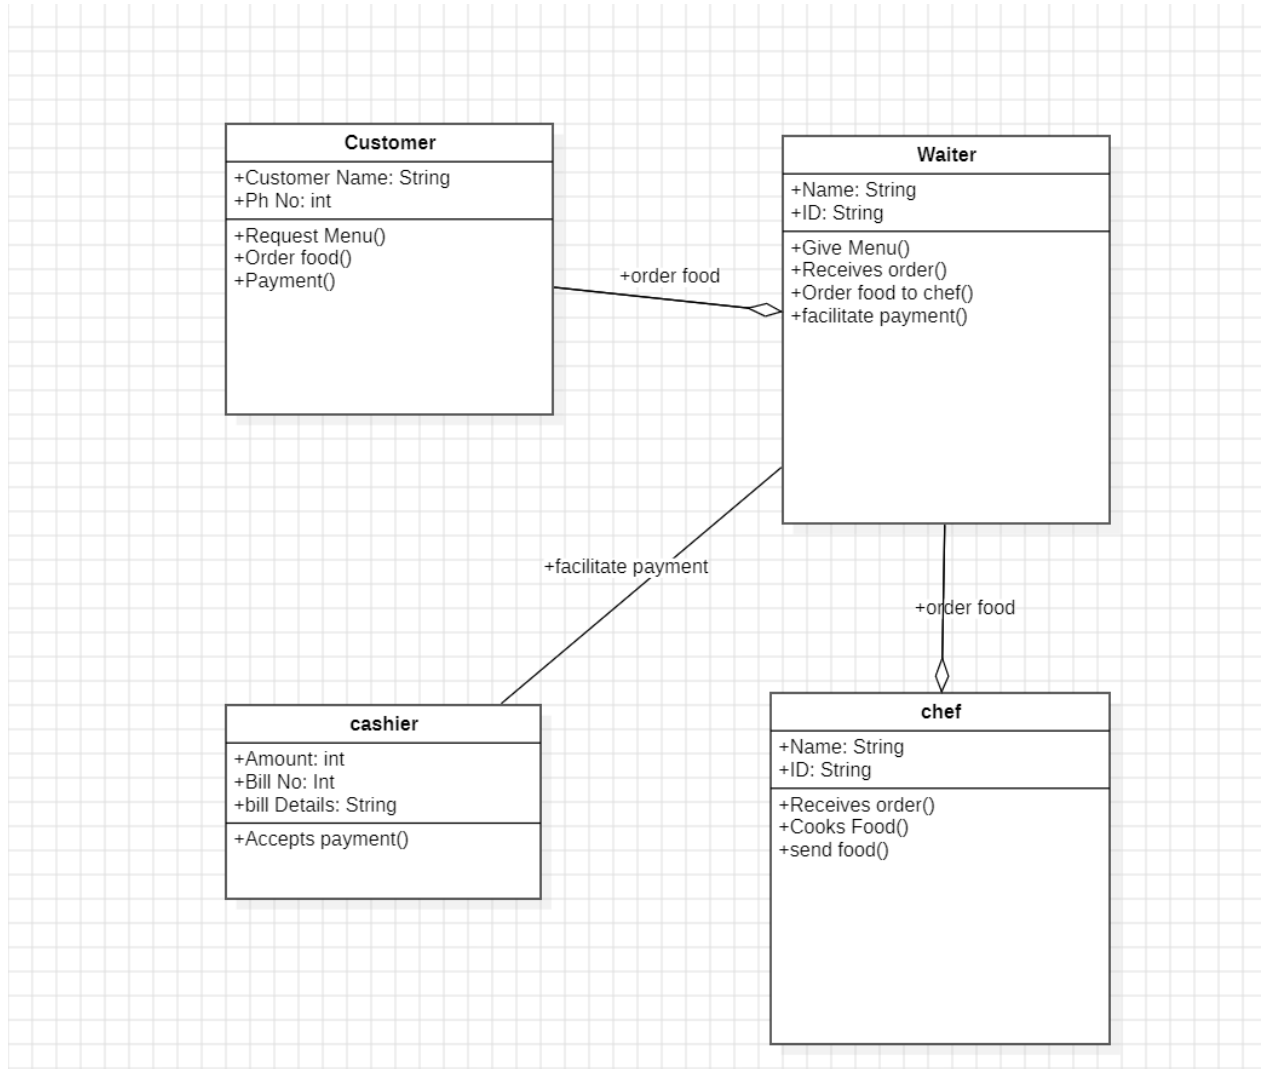 Customer
+Customer Name: String
+Ph No: int
+Request Menu()
+Order food()
+Payment()
+order food
Waiter
+Name: String
+ID: String
+Give Menu()
+Receives order()
+Order food to chef()
+facilitate payment()
+facilitate payment
+order food
cashier
+Amount: int
+Bill No: Int
+bill Details: String
+Accepts payment()
chef
+Name: String
+ID: String
+Receives order()
+Cooks Food()
+send food()